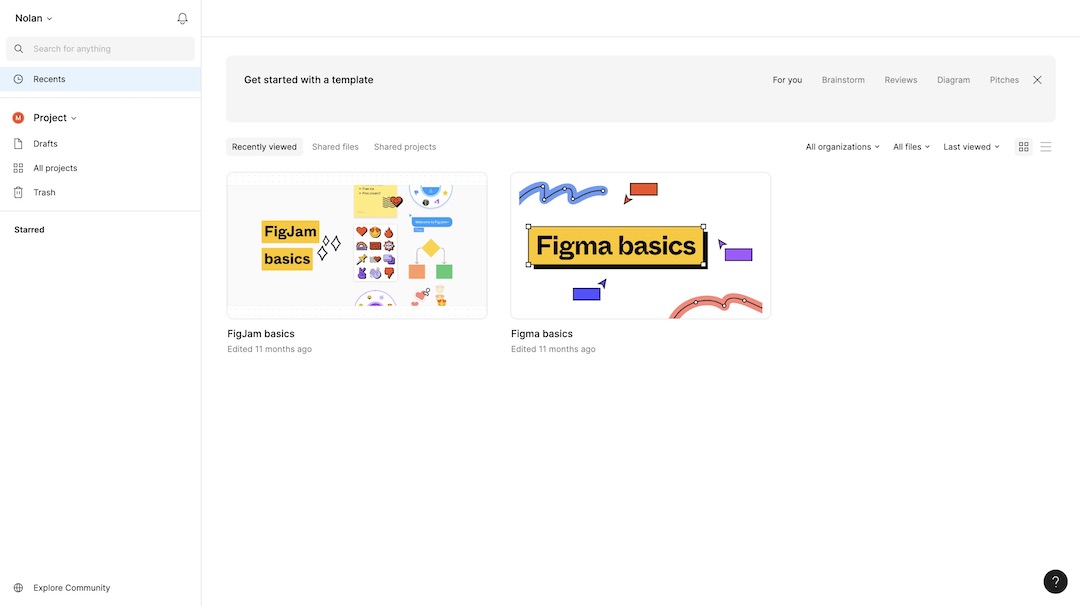 Nolan
Search for anything
Recents
M Project
Drafts
All projects
Trash
Starred
Explore Community
Get started with a template
For you Brainstorm Reviews Diagram Pitches
Recently viewed Shared files Shared projects
All organizations All files Last viewed
FigJam
basics
Welcome to FigJam
Figma basics
FigJam basics
Edited 11 months ago
Figma basics
Edited 11 months ago
?